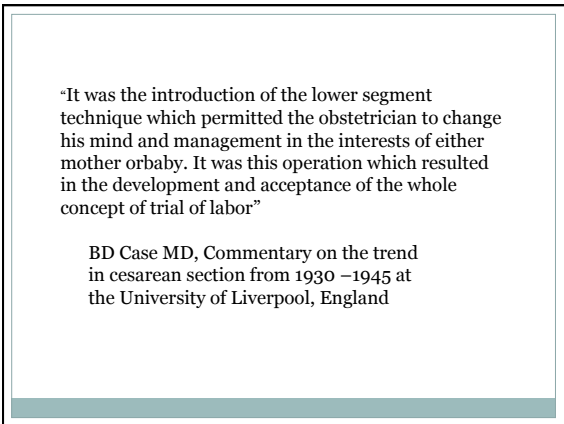 “It was the introduction of the lower segment
technique which permitted the obstetrician to change
his mind and management in the interests of either
mother orbaby. It was this operation which resulted
in the development and acceptance of the whole
concept of trial of labor”
BD Case MD, Commentary on the trend
in cesarean section from 1930 –1945 at
the University of Liverpool, England